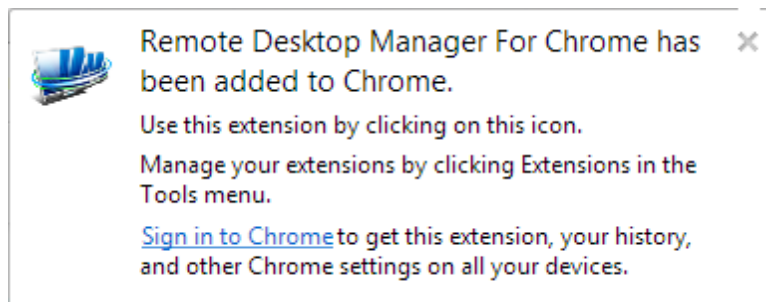 Remote Desktop Manager For Chrome has
been added to Chrome.
Use this extension by clicking on this icon.
Manage your extensions by clicking Extensions in the
Tools menu.
Sign in to Chrome to get this extension, your history,
and other Chrome settings on all your devices.